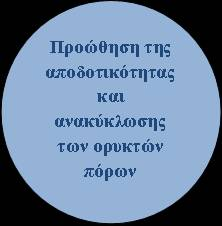 Προώθηση της
αποδοτικότητας
και
ανακύκλωσης
των ορυκτών
πόρων